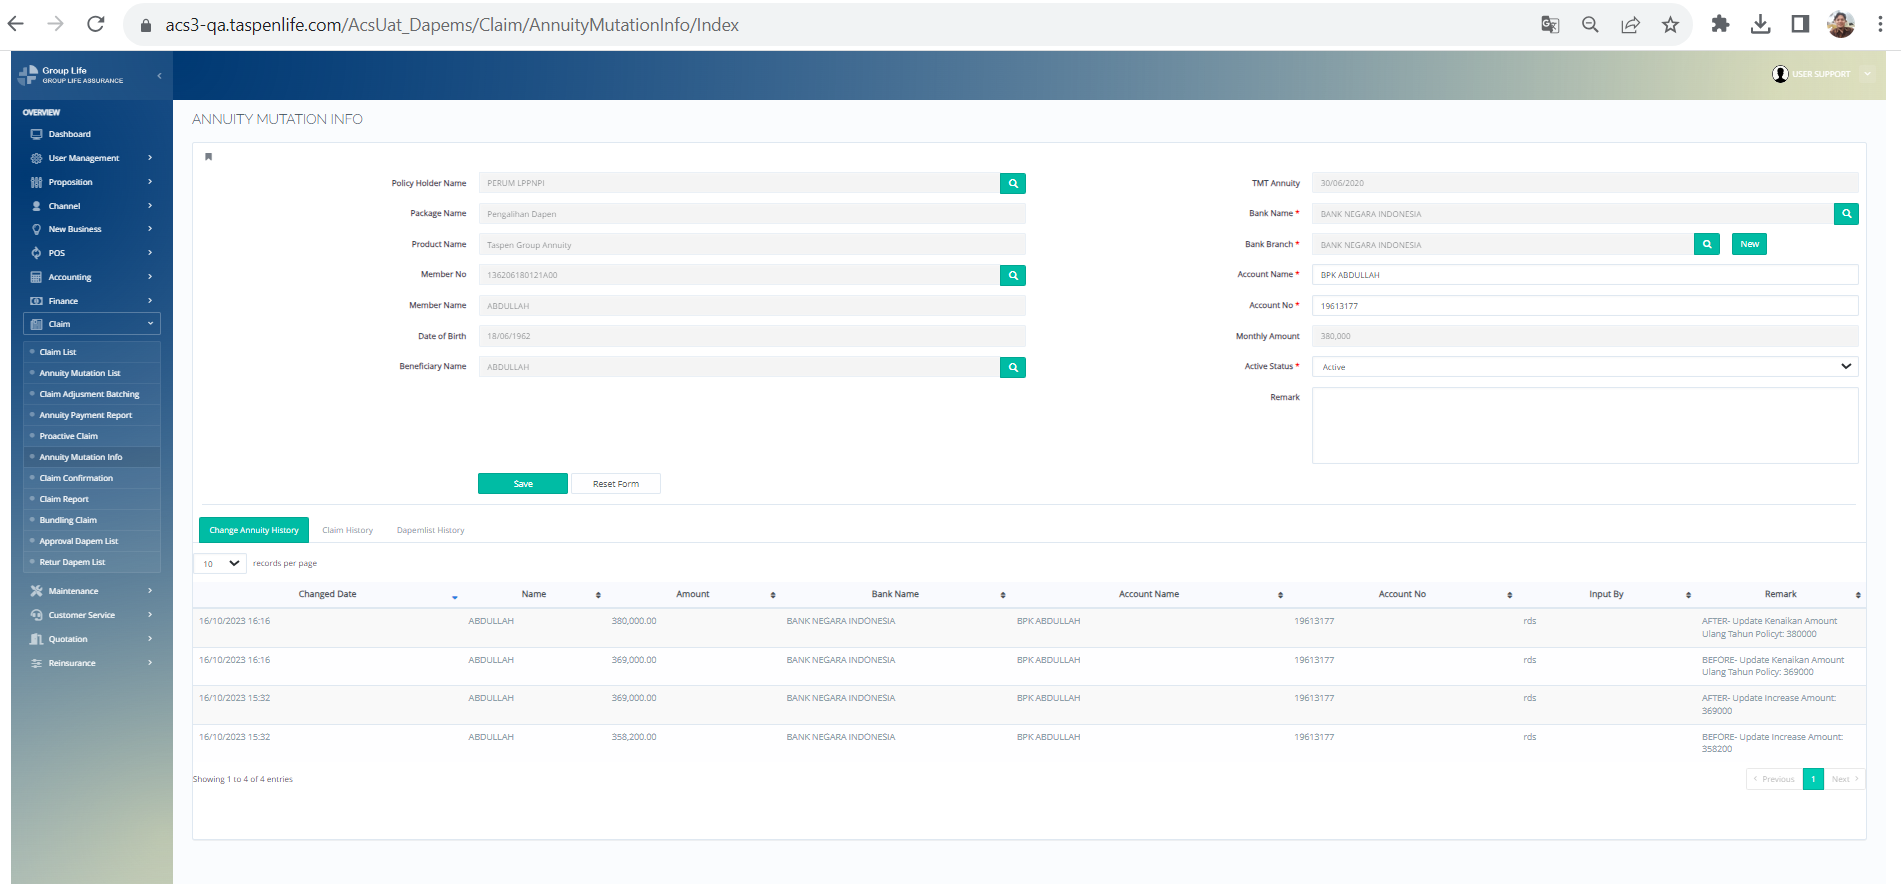 acs3-qa.taspenlife.com/AcsUat_Dapems/Claim/AnnuityMutationInfo/Index
Group Life
GROUP LIFE ASSURANCE
USER SUPPORT
OVERVIEW
Dashboard
User Management
Proposition
Channel
New Business
POS
Accounting
Finance
Claim
Claim List
Annuity Mutation List
Claim Adjusment Batching
Annuity Payment Report
Proactive Claim
Annuity Mutation Info
Claim Confirmation
Claim Report
Bundling Claim
Approval Dapem List
Retur Dapem List
Maintenance
Customer Service
Quotation
Reinsurance
ANNUITY MUTATION INFO
Policy Holder Name PERUM LPPNPI
Package Name Pengalihan Dapen
Product Name Taspen Group Annuity
Member No 136206180121A00
Member Name ABDULLAH
Date of Birth 18/06/1962
Beneficiary Name ABDULLAH
TMT Annuity 30/06/2020
Bank Name * BANK NEGARA INDONESIA
Bank Branch * BANK NEGARA INDONESIA New
Account Name * BPK ABDULLAH
Account No * 19613177
Monthly Amount 380,000
Active Status * Active
Remark
Save Reset Form
Change Annuity History Claim History Dapemlist History
10 records per page
Changed Date Name Amount Bank Name Account Name Account No Input By Remark
16/10/2023 16:16 ABDULLAH 380,000.00 BANK NEGARA INDONESIA BPK ABDULLAH 19613177 rds AFTER- Update Kenaikan Amount
Ulang Tahun Policyt: 380000
16/10/2023 16:16 ABDULLAH 369,000.00 BANK NEGARA INDONESIA BPK ABDULLAH 19613177 rds BEFORE- Update Kenaikan Amount
Ulang Tahun Policy: 369000
16/10/2023 15:32 ABDULLAH 369,000.00 BANK NEGARA INDONESIA BPK ABDULLAH 19613177 rds AFTER- Update Increase Amount:
369000
16/10/2023 15:32 ABDULLAH 358,200.00 BANK NEGARA INDONESIA BPK ABDULLAH 19613177 rds BEFORE- Update Increase Amount:
358200
Showing 1 to 4 of 4 entries
Previous 1 Next